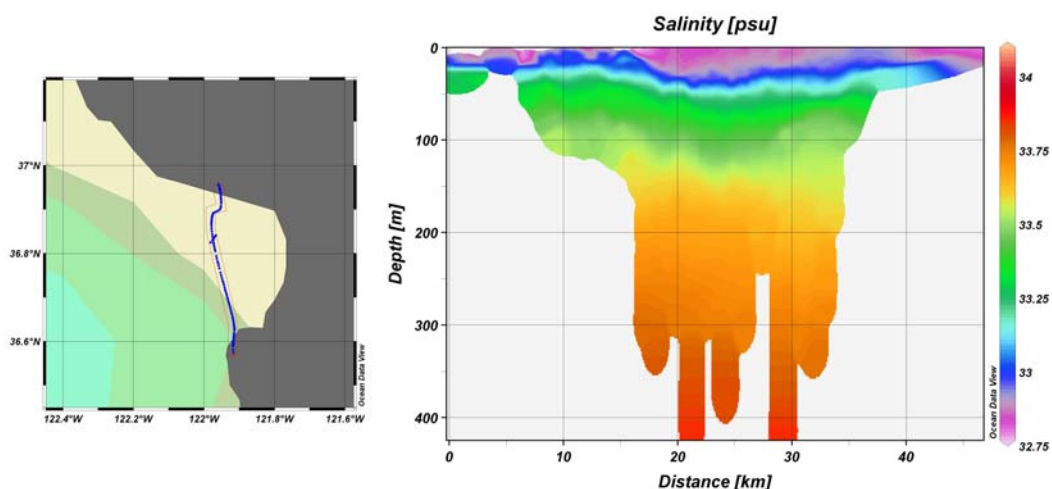 Salinity [psu]
37°N
36.8°N
36.6°N
122.4°W
122.2°W
122°W
121.8°W
121.6°W
Ocean Data View
Depth [m]
0
100
200
300
400
0
10
20
30
40
Distance [km]
Ocean Data View
34
33.75
33.5
33.25
33
32.75